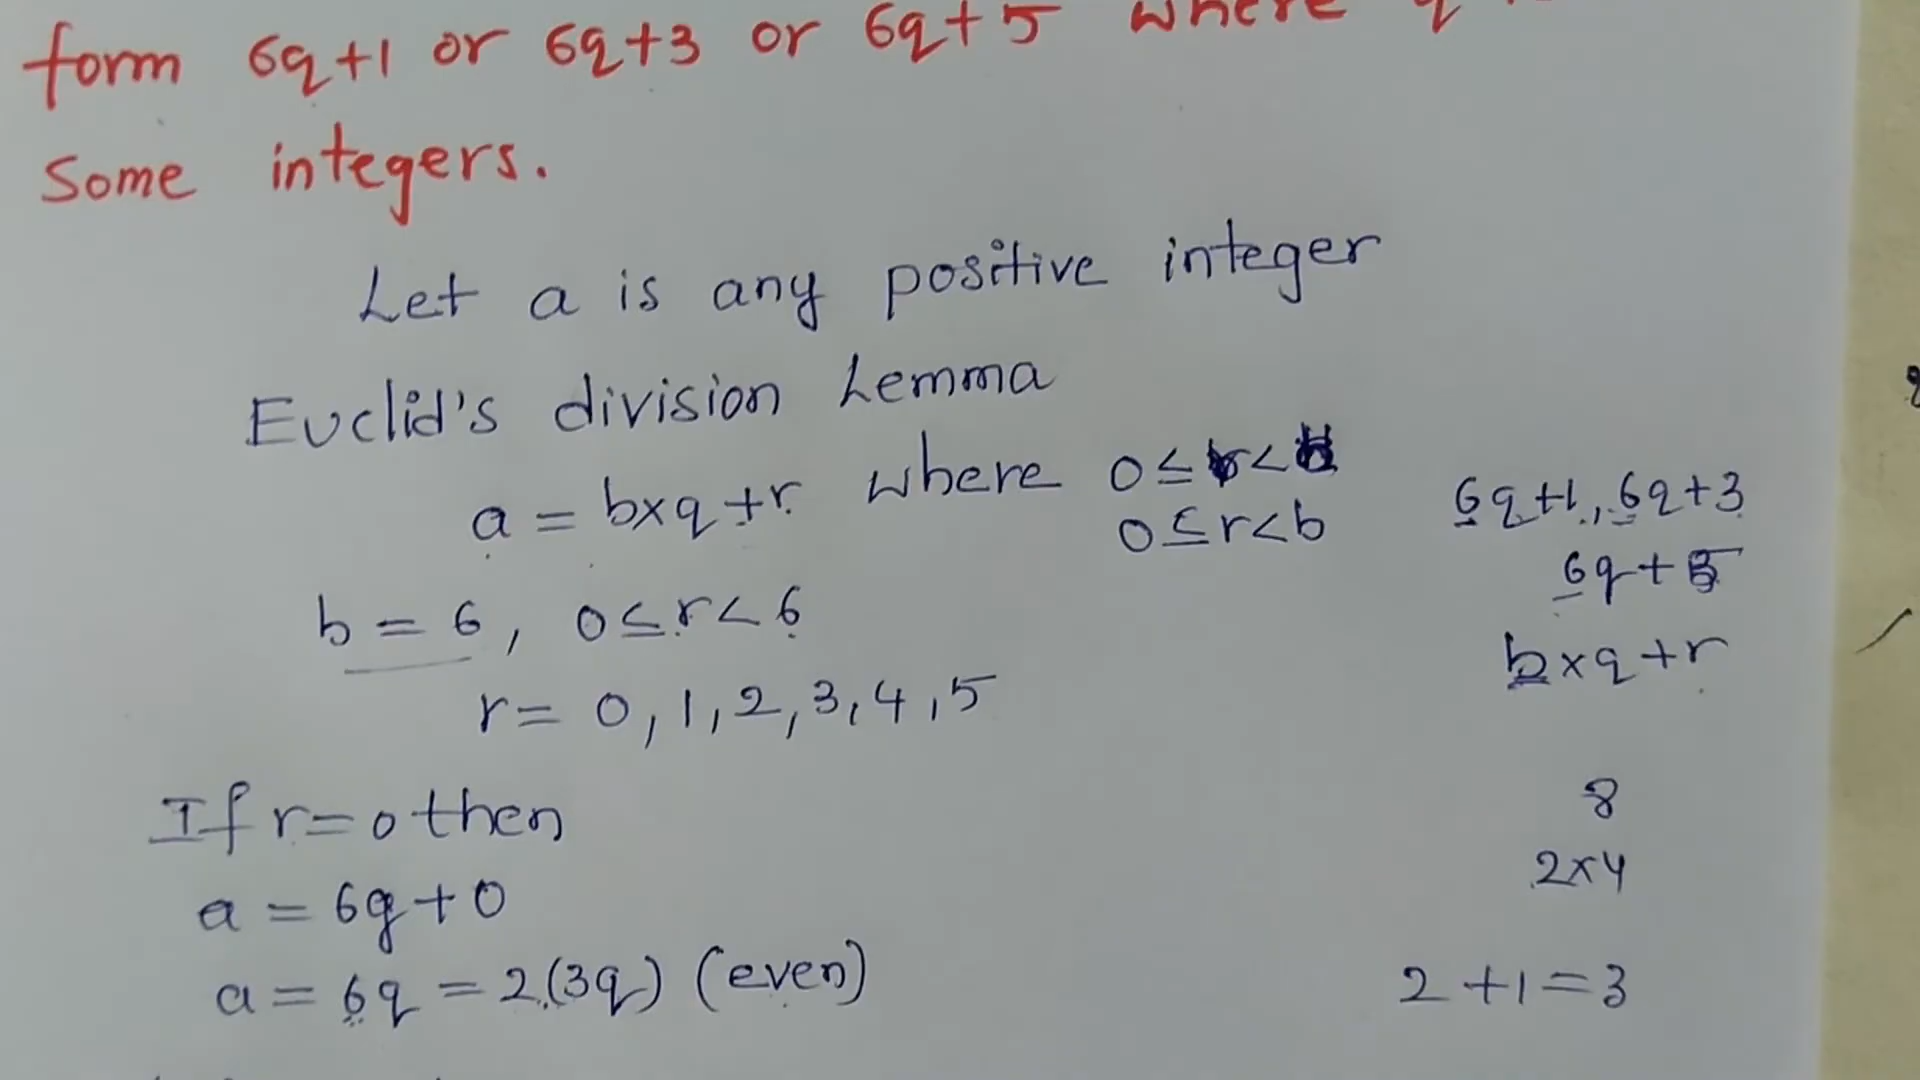 form 6q+1 or 6q+3 or 6q+5 where q
some integers.
Let a is any positive integer
Euclid's division Lemma
a = b×q+r where 0≤r<
0≤r<b
6q+1, 6q+3
6q+5
b×q+r
b = 6, 0≤r<6
r= 0, 1, 2, 3, 4, 5
If r=0 then
a = 6q+0
a = 6q = 2(3q) (even)
8
2×4
2+1=3